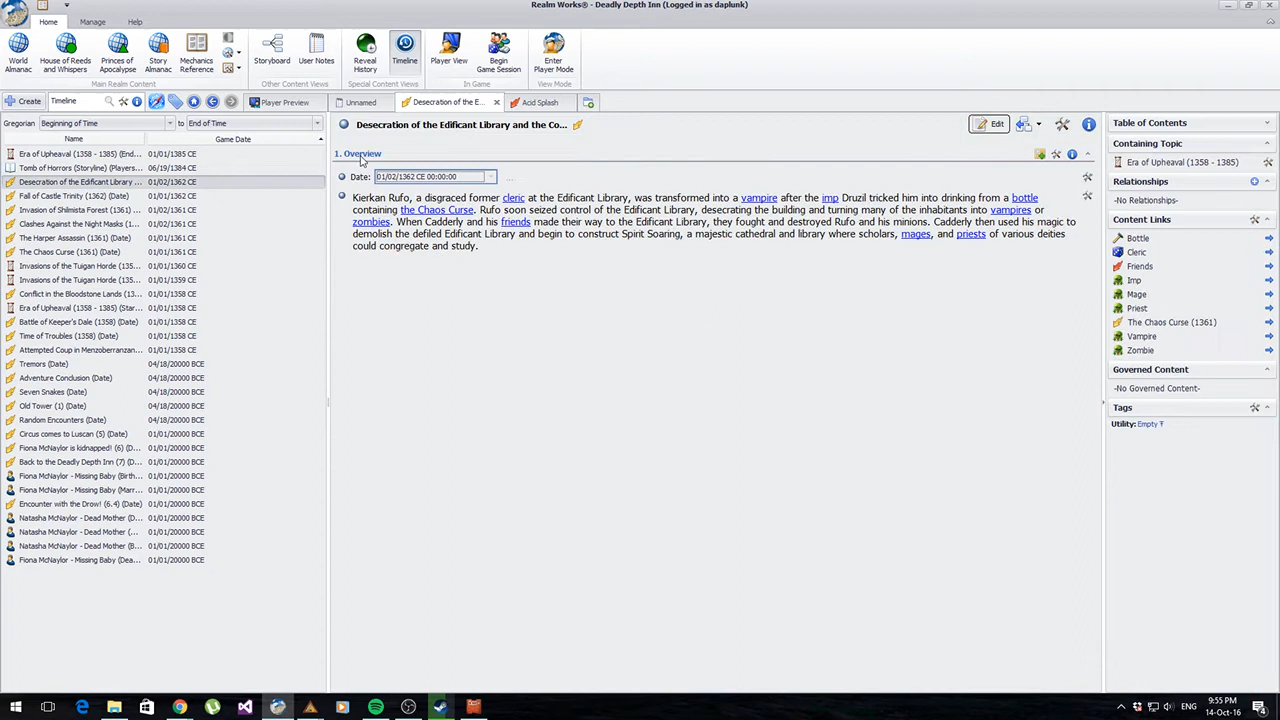 Realm Works® - Deadly Depth Inn (Logged in as daplunk)
Home Manage Help
World Almanac
House of Reeds and Whispers
Princes of Apocalypse
Story Almanac
Mechanics Reference
Storyboard
User Notes
Reveal History
Timeline
Player View
Begin Game Session
Enter Player Mode
Main Realm Content
Other Content Views
Special Content Views
In Game
View Mode
Create
Timeline
Player Preview
Unnamed
Desecration of the E...
Acid Splash
Gregorian Beginning of Time to End of Time
Name Game Date
Era of Upheaval (1358 - 1385) (End... 01/01/1385 CE
Tomb of Horrors (Storyline) (Players... 06/19/1384 CE
Desecration of the Edificant Library ... 01/02/1362 CE
Fall of Castle Trinity (1362) (Date) 01/01/1362 CE
Invasion of Shilmista Forest (1361) ... 01/01/1361 CE
Clashes Against the Night Masks (1... 01/01/1361 CE
The Harper Assassin (1361) (Date) 01/01/1361 CE
The Chaos Curse (1361) (Date) 01/01/1361 CE
Invasions of the Tuigan Horde (135... 01/01/1360 CE
Invasions of the Tuigan Horde (135... 01/01/1359 CE
Conflict in the Bloodstone Lands (13... 01/01/1358 CE
Era of Upheaval (1358 - 1385) (Star... 01/01/1358 CE
Battle of Keeper's Dale (1358) (Date) 01/01/1358 CE
Time of Troubles (1358) (Date) 01/01/1358 CE
Attempted Coup in Menzoberranzan... 01/01/1358 CE
Tremors (Date) 04/18/20000 BCE
Adventure Conclusion (Date) 04/18/20000 BCE
Seven Snakes (Date) 04/18/20000 BCE
Old Tower (1) (Date) 04/18/20000 BCE
Random Encounters (Date) 04/18/20000 BCE
Circus comes to Luscan (5) (Date) 01/01/20000 BCE
Fiona McNaylor is kidnapped! (6) (D... 01/01/20000 BCE
Back to the Deadly Depth Inn (7) (D... 01/01/20000 BCE
Fiona McNaylor - Missing Baby (Birth... 01/01/20000 BCE
Fiona McNaylor - Missing Baby (Marr... 01/01/20000 BCE
Encounter with the Drow! (6.4) (Date) 01/01/20000 BCE
Natasha McNaylor - Dead Mother (D... 01/01/20000 BCE
Natasha McNaylor - Dead Mother (... 01/01/20000 BCE
Natasha McNaylor - Dead Mother (B... 01/01/20000 BCE
Fiona McNaylor - Missing Baby (Dea... 01/01/20000 BCE
Desecration of the Edificant Library and the Co...
Edit
1. Overview
Date: 01/02/1362 CE 00:00:00 ...
Kierkan Rufo, a disgraced former cleric at the Edificant Library, was transformed into a vampire after the imp Druzil tricked him into drinking from a bottle
containing the Chaos Curse. Rufo soon seized control of the Edificant Library, desecrating the building and turning many of the inhabitants into vampires or
zombies. When Cadderly and his friends made their way to the Edificant Library, they fought and destroyed Rufo and his minions. Cadderly then used his magic to
demolish the defiled Edificant Library and begin to construct Spirit Soaring, a majestic cathedral and library where scholars, mages, and priests of various deities
could congregate and study.
Table of Contents
Containing Topic
Era of Upheaval (1358 - 1385)
Relationships
-No Relationships-
Content Links
Bottle
Cleric
Friends
Imp
Mage
Priest
The Chaos Curse (1361)
Vampire
Zombie
Governed Content
-No Governed Content-
Tags
Utility: Empty
9:55 PM
14-Oct-16